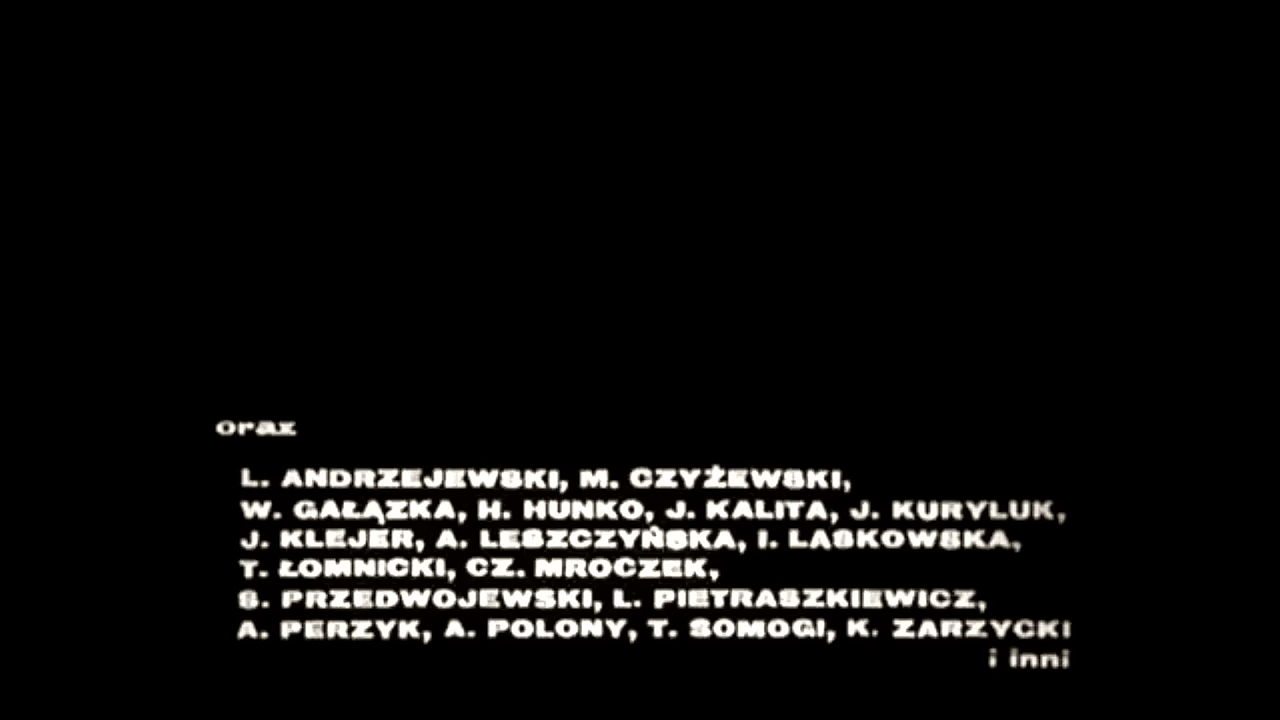 oraz
L. ANDRZEJEWSKI, M. CZYŻEWSKI,
W. GAŁĄZKA, H. HUNKO, J. KALITA, J. KURYLUK,
J. KLEJER, A. LESZCZYŃSKA, I. LASKOWSKA,
T. ŁOMNICKI, CZ. MROCZEK,
S. PRZEDWOJEWSKI, L. PIETRASZKIEWICZ,
A. PERZYK, A. POLONY, T. SOMOGI, K. ZARZYCKI
i inni